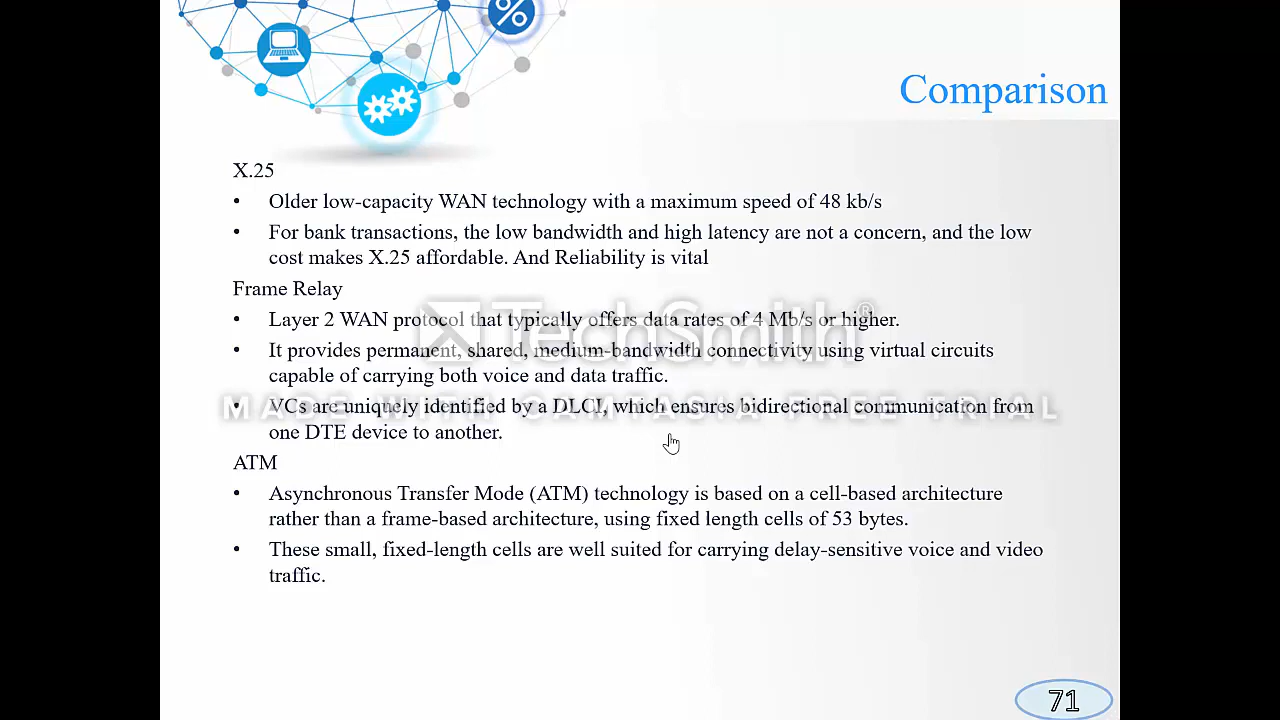 Comparison
X.25
• Older low-capacity WAN technology with a maximum speed of 48 kb/s
• For bank transactions, the low bandwidth and high latency are not a concern, and the low
cost makes X.25 affordable. And Reliability is vital
Frame Relay
• Layer 2 WAN protocol that typically offers data rates of 4 Mb/s or higher.
• It provides permanent, shared, medium-bandwidth connectivity using virtual circuits
capable of carrying both voice and data traffic.
• VCs are uniquely identified by a DLCI, which ensures bidirectional communication from
one DTE device to another.
ATM
• Asynchronous Transfer Mode (ATM) technology is based on a cell-based architecture
rather than a frame-based architecture, using fixed length cells of 53 bytes.
• These small, fixed-length cells are well suited for carrying delay-sensitive voice and video
traffic.
TechSmith®
MADE WITH CAMTASIA FREE TRIAL
%
71